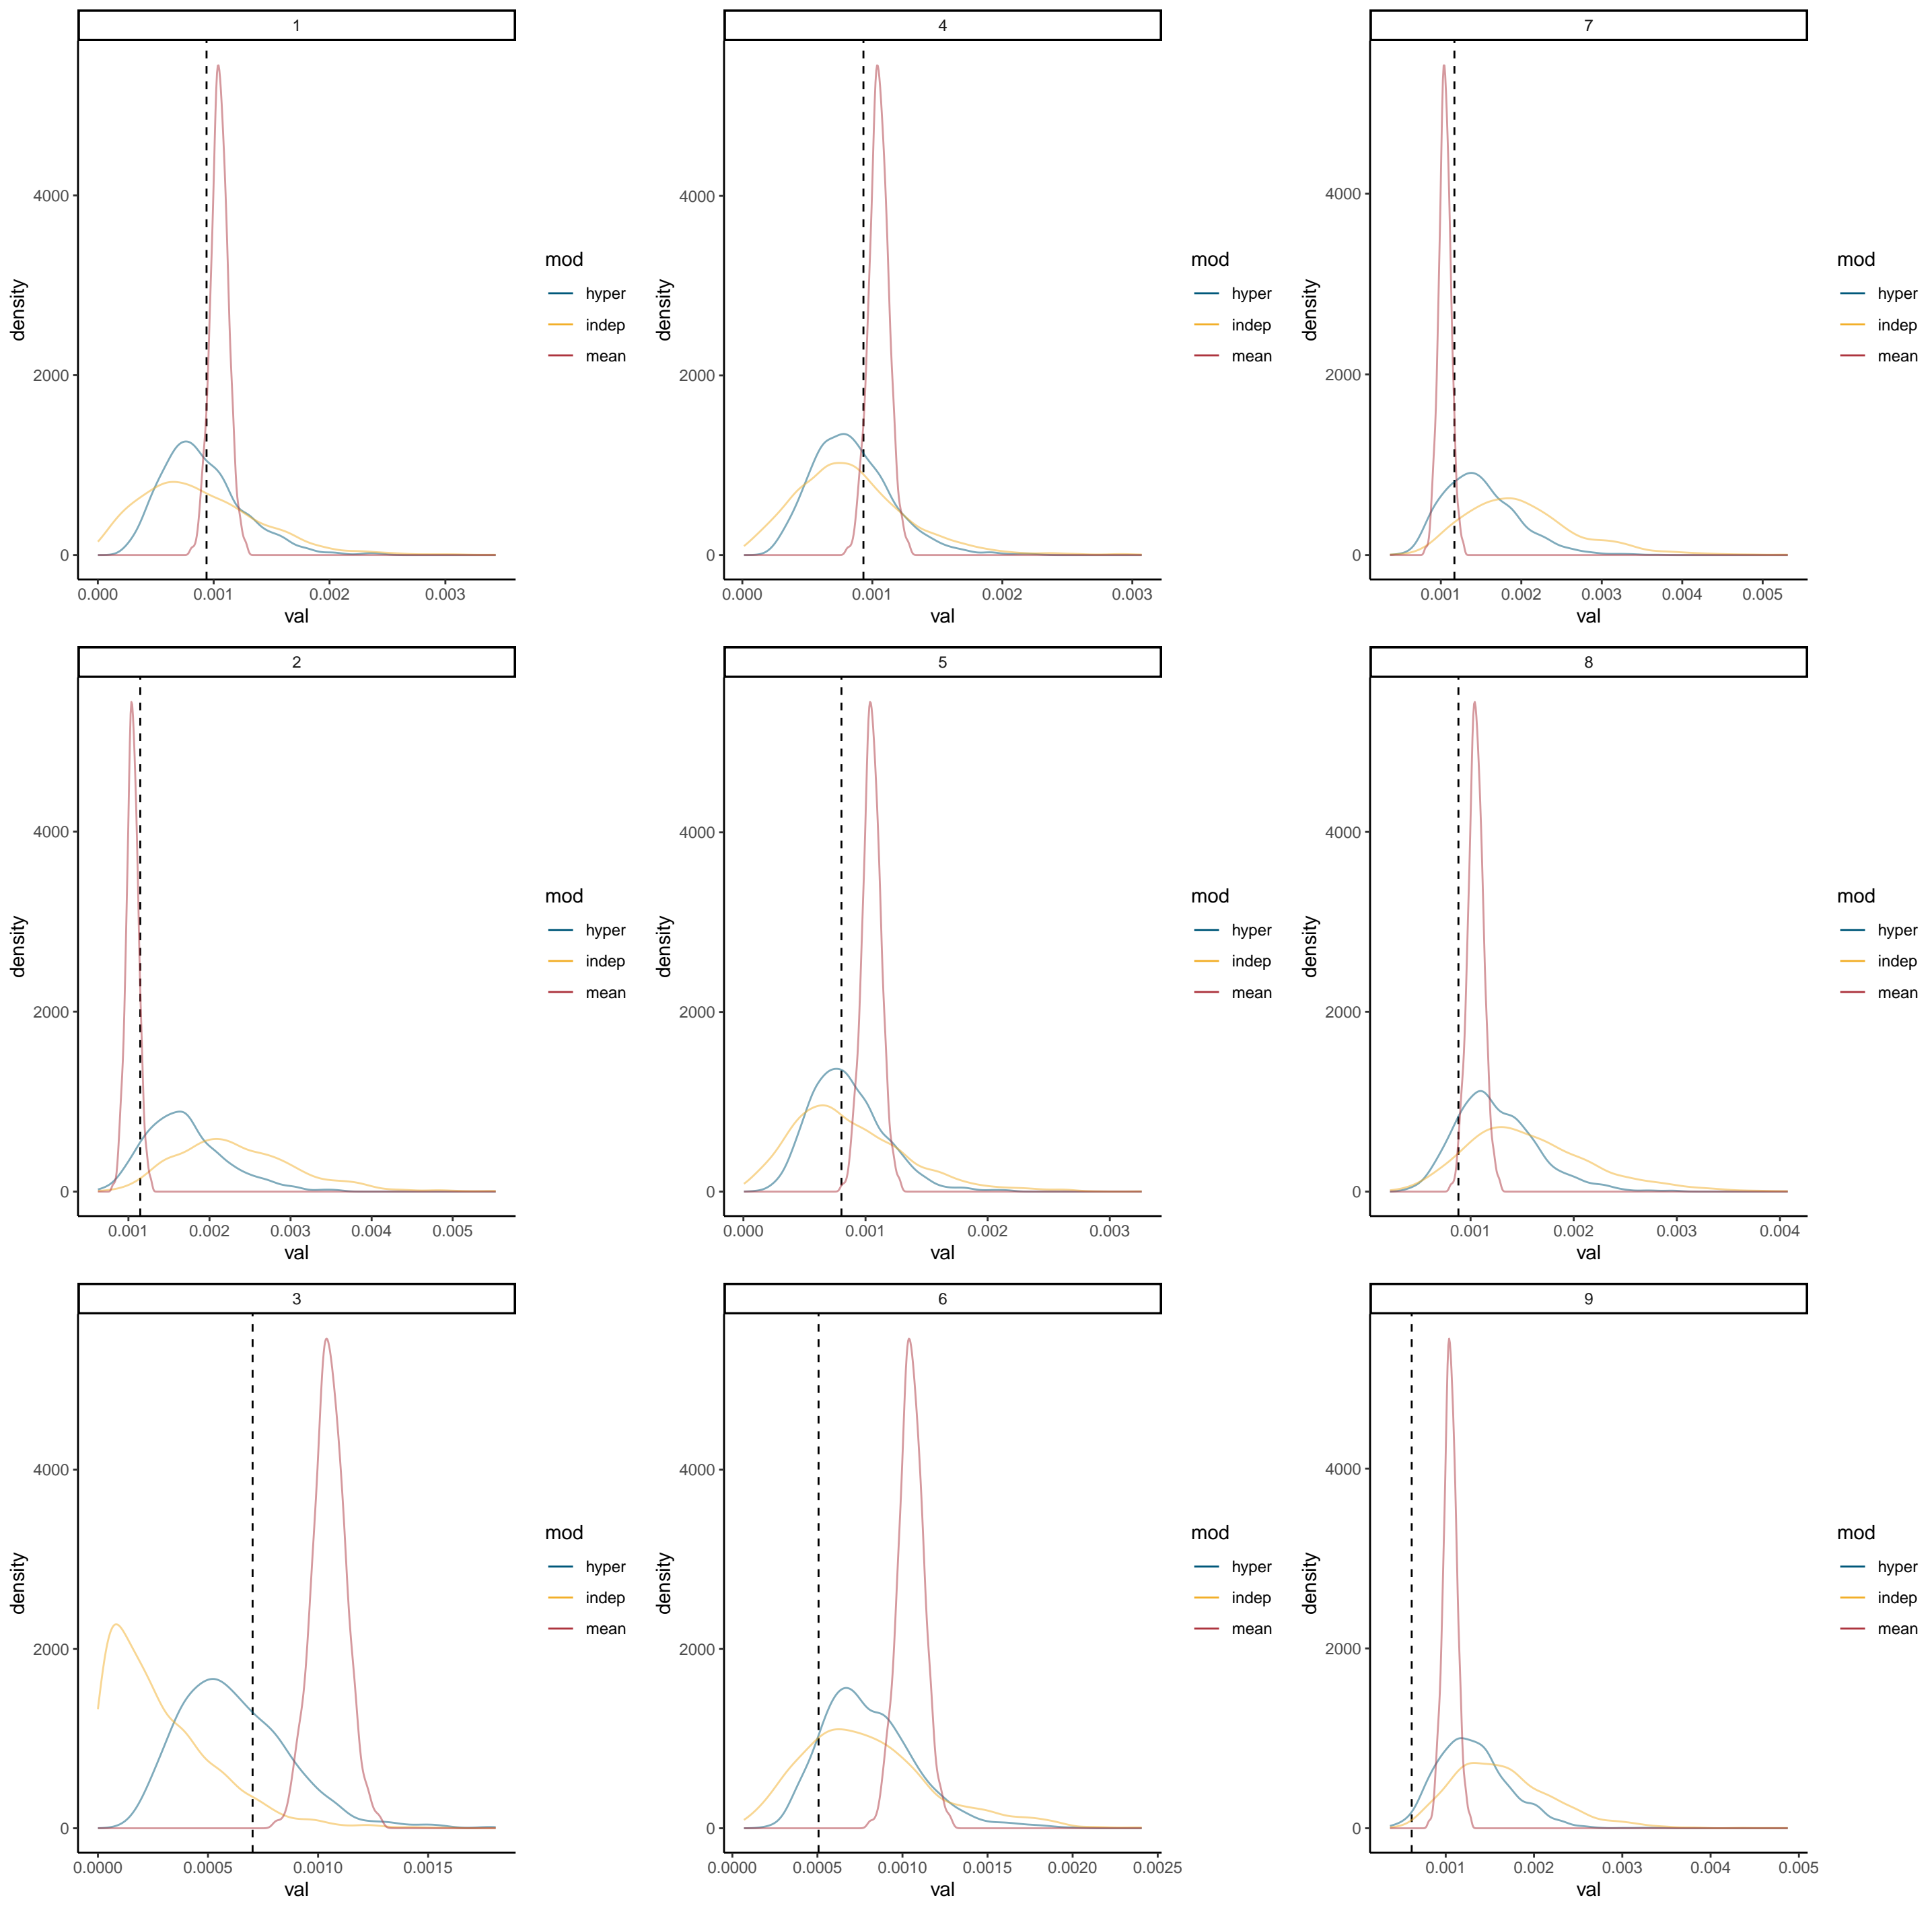 1
4000
2000
0
density
0.000 0.001 0.002 0.003
val
mod
hyper
indep
mean
4
4000
2000
0
density
0.000 0.001 0.002 0.003
val
mod
hyper
indep
mean
7
4000
2000
0
density
0.001 0.002 0.003 0.004 0.005
val
mod
hyper
indep
mean
2
4000
2000
0
density
0.001 0.002 0.003 0.004 0.005
val
mod
hyper
indep
mean
5
4000
2000
0
density
0.000 0.001 0.002 0.003
val
mod
hyper
indep
mean
8
4000
2000
0
density
0.001 0.002 0.003 0.004
val
mod
hyper
indep
mean
3
4000
2000
0
density
0.0000 0.0005 0.0010 0.0015
val
mod
hyper
indep
mean
6
4000
2000
0
density
0.0000 0.0005 0.0010 0.0015 0.0020 0.0025
val
mod
hyper
indep
mean
9
4000
2000
0
density
0.001 0.002 0.003 0.004 0.005
val
mod
hyper
indep
mean